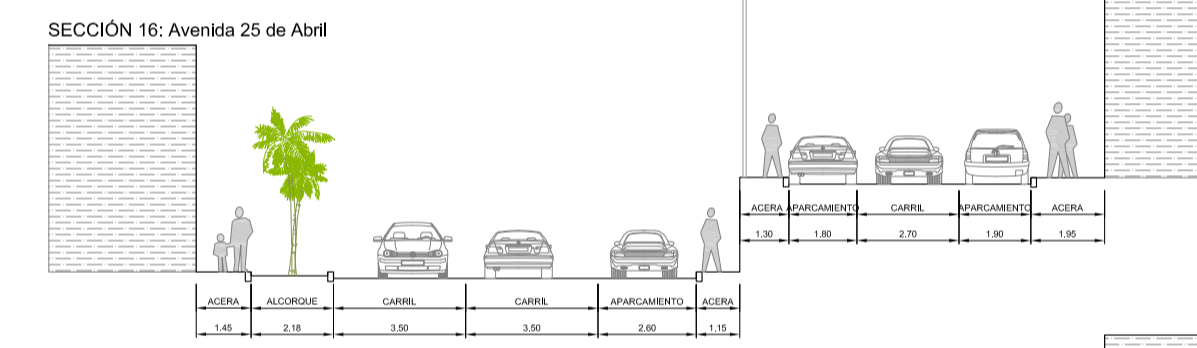 SECCIÓN 16: Avenida 25 de Abril
ACERA APARCAMIENTO CARRIL APARCAMIENTO ACERA
1.30 1.80 2.70 1.90 1.95
ACERA ALCORQUE CARRIL CARRIL APARCAMIENTO ACERA
1.45 2.18 3.50 3.50 2.60 1.15